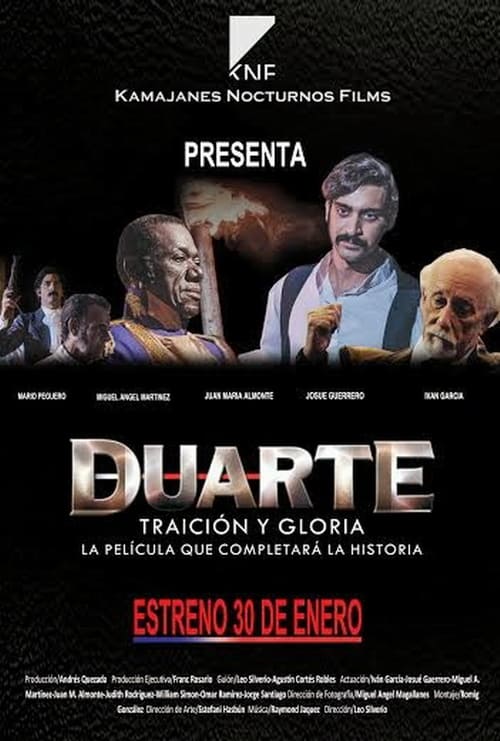 KNF
KAMAJANES NOCTURNOS FILMS
PRESENTA
MARIO PEGUERO MIGUEL ANGEL MARTINEZ JUAN MARIA ALMONTE JOSUE GUERRERO IVAN GARCIA
DUARTE
TRAICIÓN Y GLORIA
LA PELÍCULA QUE COMPLETARÁ LA HISTORIA
ESTRENO 30 DE ENERO
Producción/Andrés Quezada Producción Ejecutiva/Franc Rosario Guión/Leo Silverio-Agustín Cortés Robles Actuación/Iván García-Josué Guerrero-Miguel A.
Martínez-Juan M. Almonte-Judith Rodríguez-William Simon-Omar Ramírez-Jorge Santiago Dirección de Fotografía/Miguel Angel Magallanes Montaje/Romig
González/ Dirección de Arte/Estefani Hasbún Música/Raymond Jaquez Dirección/Leo Silverio